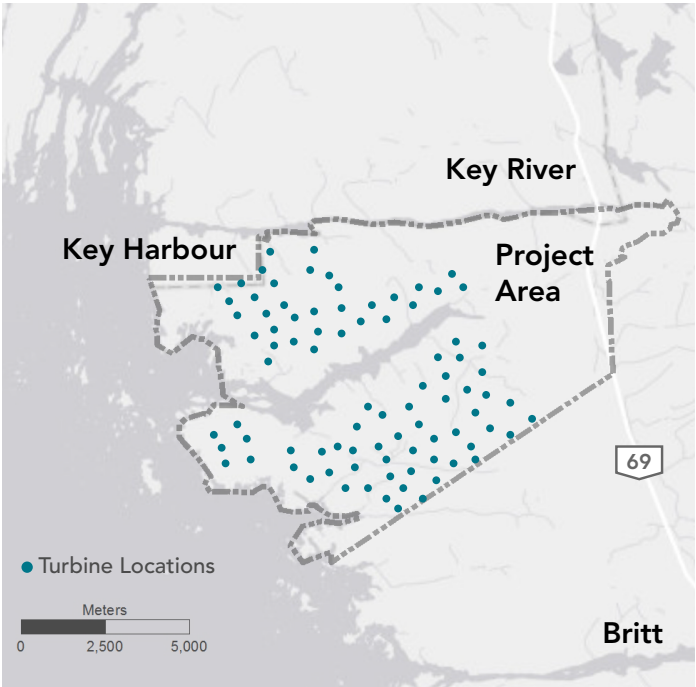 Key River
Key Harbour
Project
Area
69
Turbine Locations
Meters
0 2,500 5,000
Britt